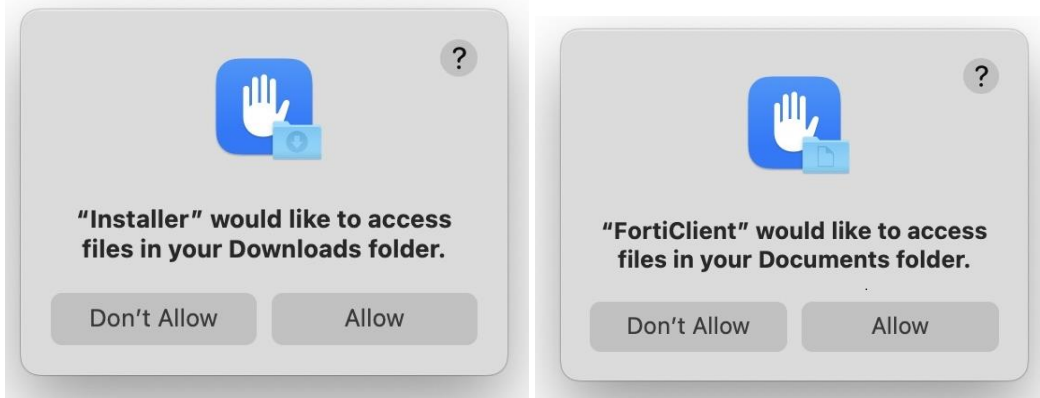 ?
“Installer” would like to access
files in your Downloads folder.
Don’t Allow
Allow
?
“FortiClient” would like to access
files in your Documents folder.
Don’t Allow
Allow